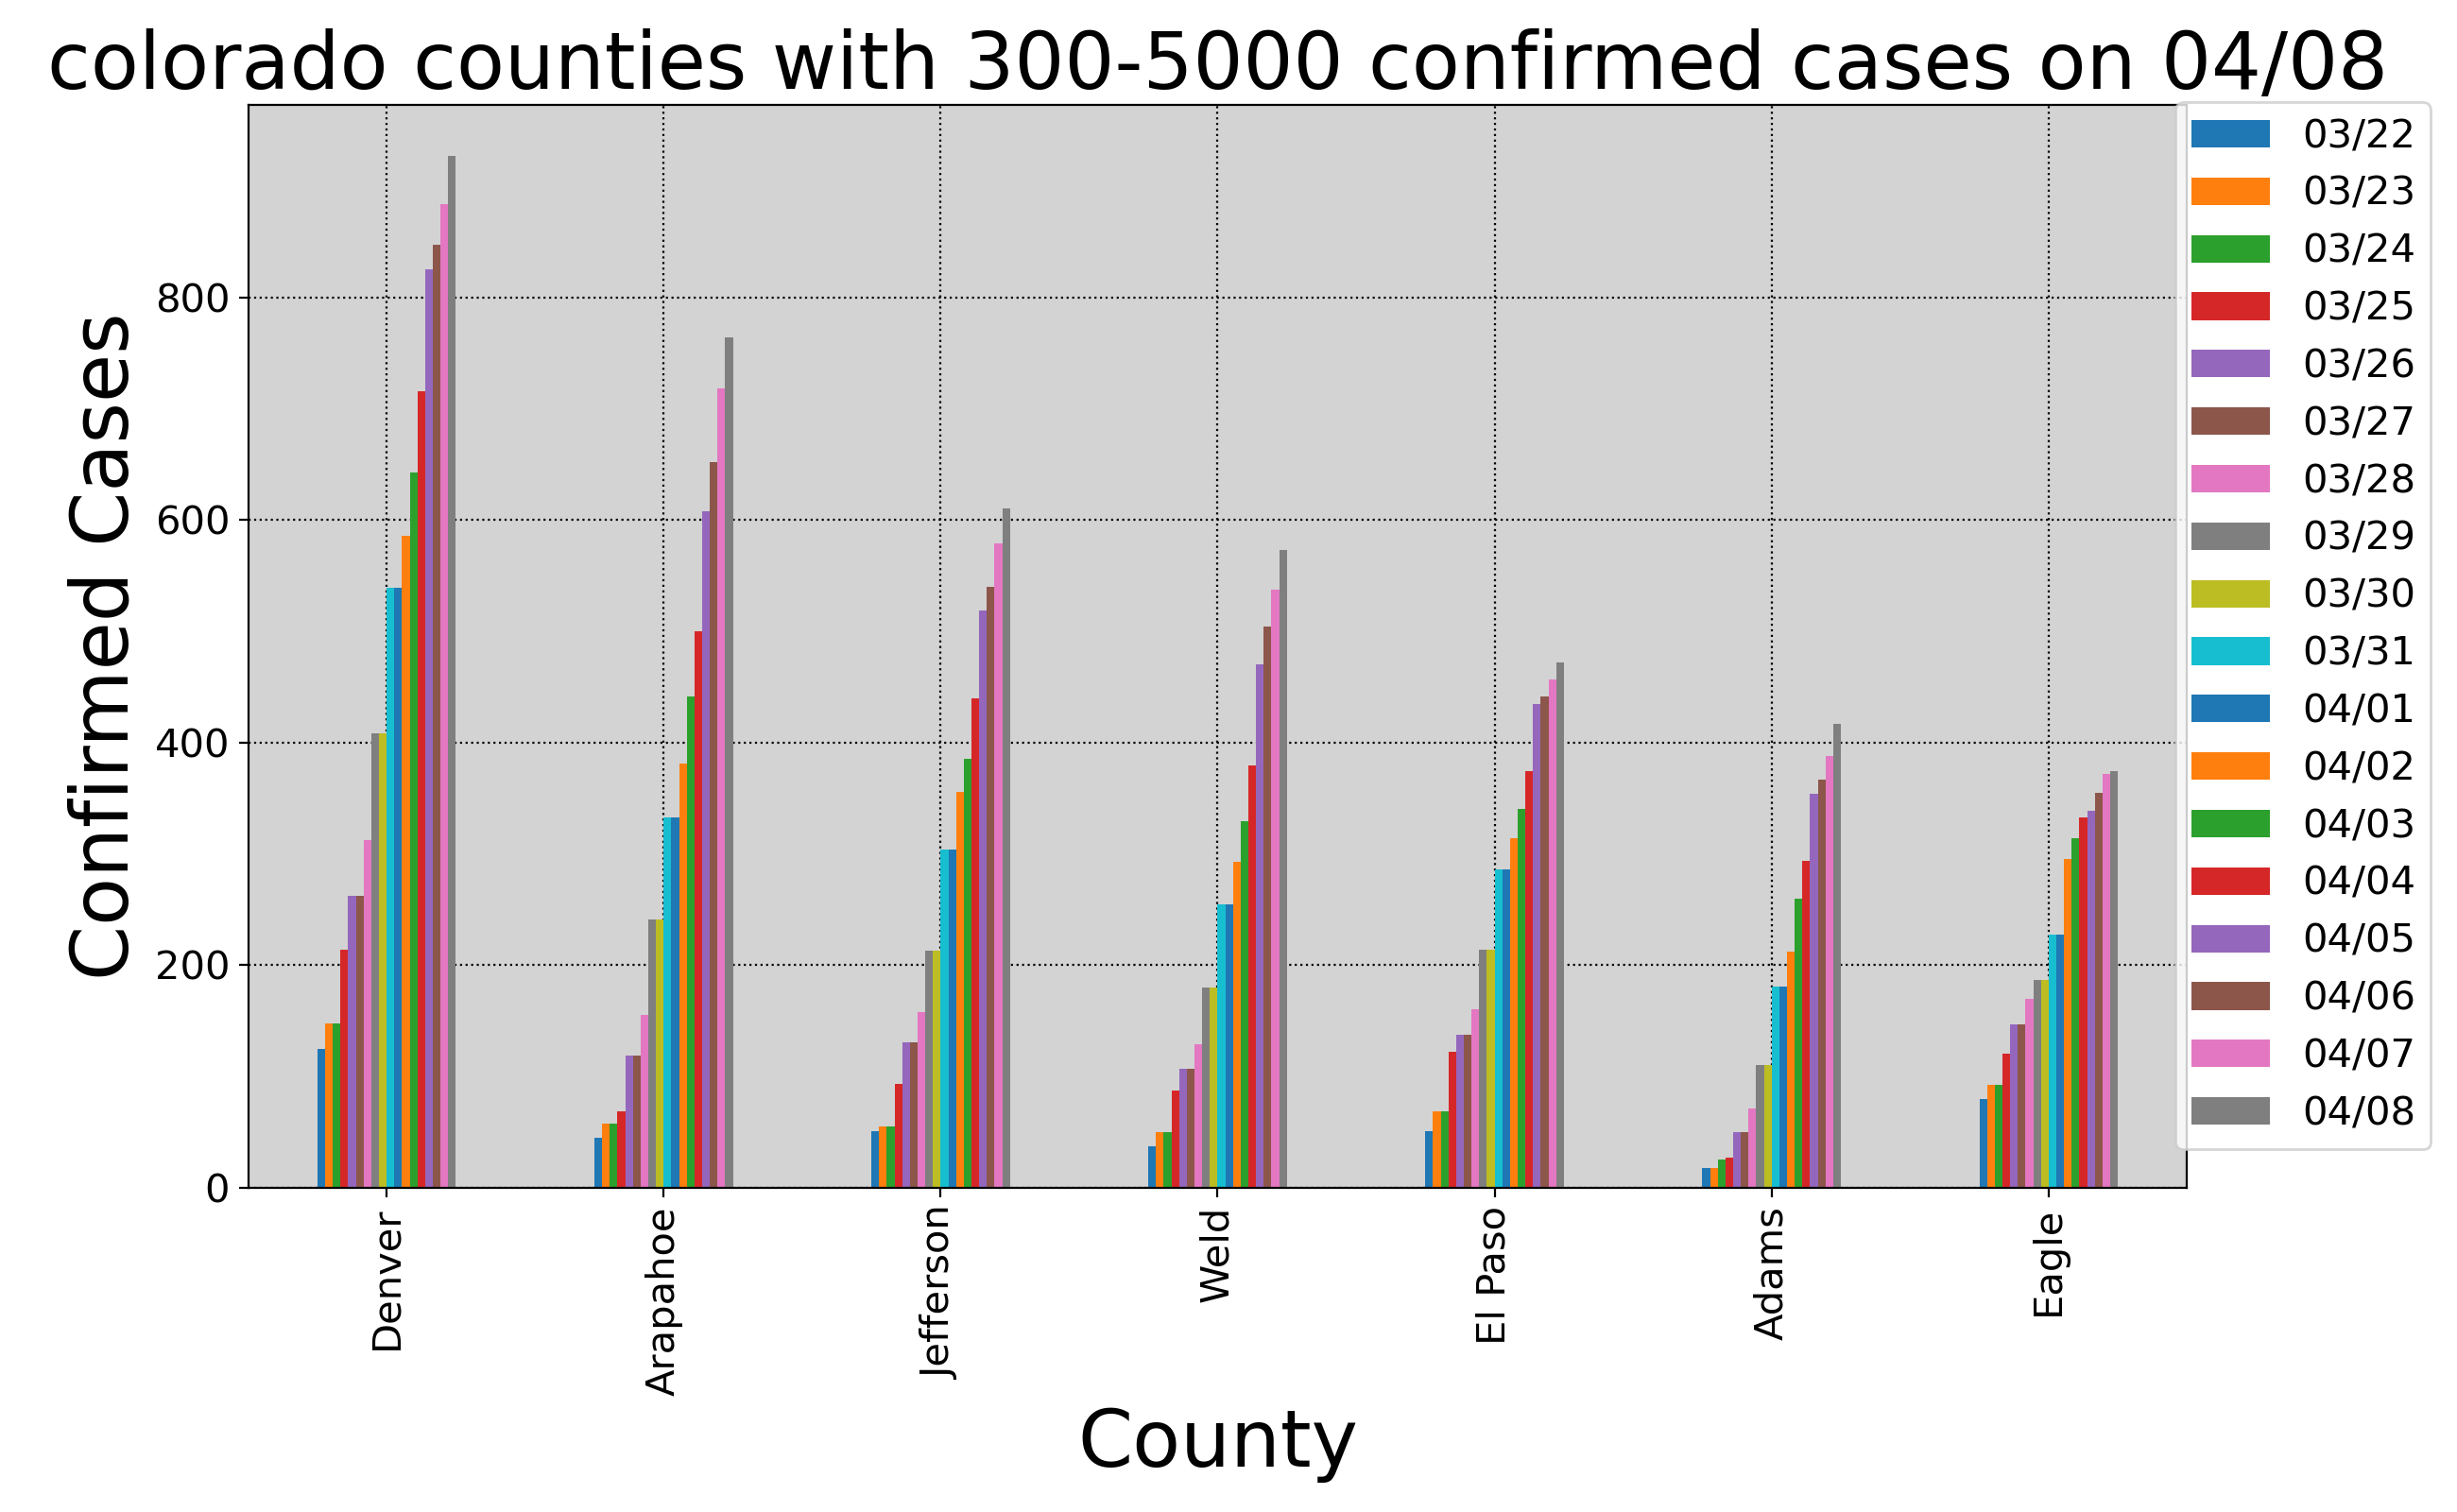 colorado counties with 300-5000 confirmed cases on 04/08
Confirmed Cases
800
600
400
200
0
Denver
Arapahoe
Jefferson
Weld
El Paso
Adams
Eagle
County
03/22
03/23
03/24
03/25
03/26
03/27
03/28
03/29
03/30
03/31
04/01
04/02
04/03
04/04
04/05
04/06
04/07
04/08